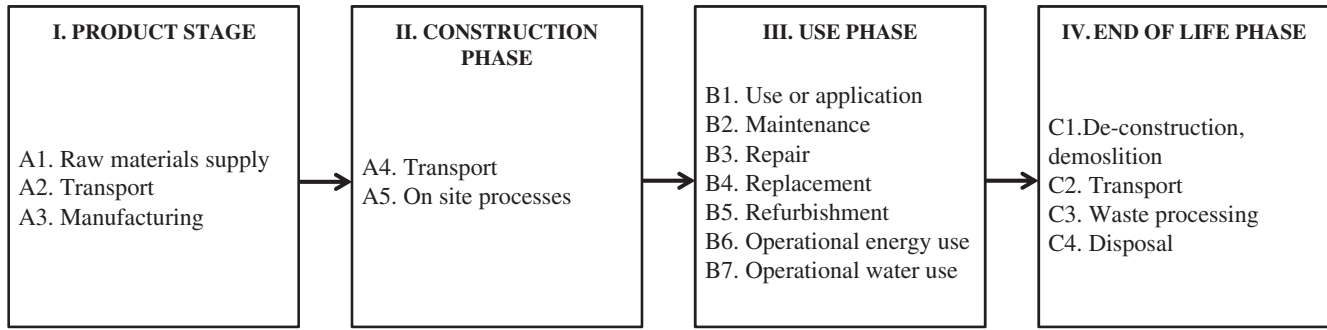 I. PRODUCT STAGE
A1. Raw materials supply
A2. Transport
A3. Manufacturing
II. CONSTRUCTION
PHASE
A4. Transport
A5. On site processes
III. USE PHASE
B1. Use or application
B2. Maintenance
B3. Repair
B4. Replacement
B5. Refurbishment
B6. Operational energy use
B7. Operational water use
IV. END OF LIFE PHASE
C1.De-construction,
demoslition
C2. Transport
C3. Waste processing
C4. Disposal